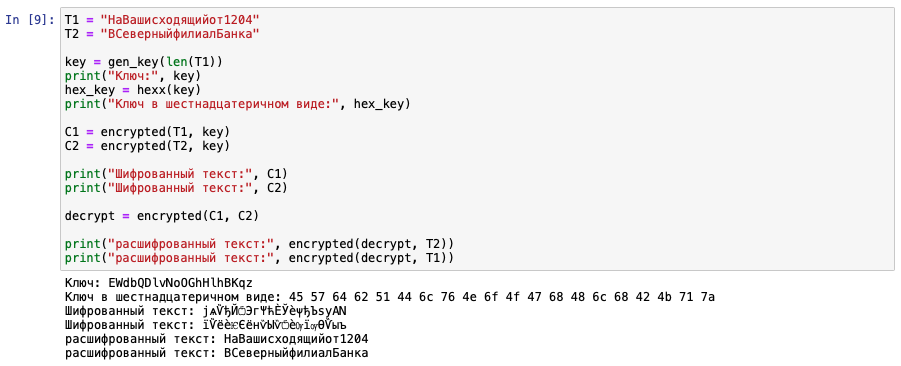 In [9]: T1 = "НаВашисходящийот1204"
T2 = "ВСеверныйфилиалБанка"
key = gen_key(len(T1))
print("Ключ:", key)
hex_key = hexx(key)
print("Ключ в шестнадцатеричном виде:", hex_key)
C1 = encrypted(T1, key)
C2 = encrypted(T2, key)
print("Шифрованный текст:", C1)
print("Шифрованный текст:", C2)
decrypt = encrypted(C1, C2)
print("расшифрованный текст:", encrypted(decrypt, T2))
print("расшифрованный текст:", encrypted(decrypt, T1))
Ключ: EWdbQDlvNoOGhHlhBKqz
Ключ в шестнадцатеричном виде: 45 57 64 62 51 44 6c 76 4e 6f 4f 47 68 48 6c 68 42 4b 71 7a
Шифрованный текст: јѧѶђЙѼЭгѰћЀЎѐѱђЪsyAN
Шифрованный текст: їѶёѐѤЄёнѷЫѷѼѐѸїѹѲѶыъ
расшифрованный текст: НаВашисходящийот1204
расшифрованный текст: ВСеверныйфилиалБанка